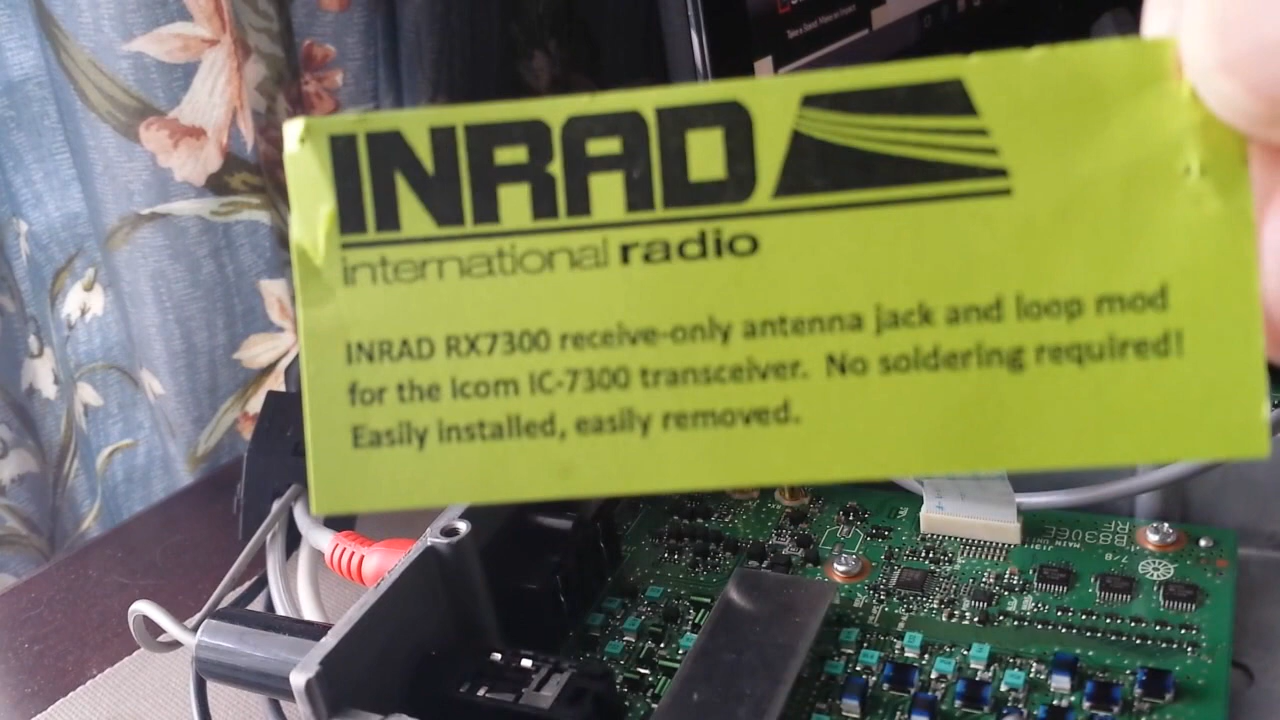 INRAD
international radio
INRAD RX7300 receive-only antenna jack and loop mod
for the Icom IC-7300 transceiver. No soldering required!
Easily installed, easily removed.